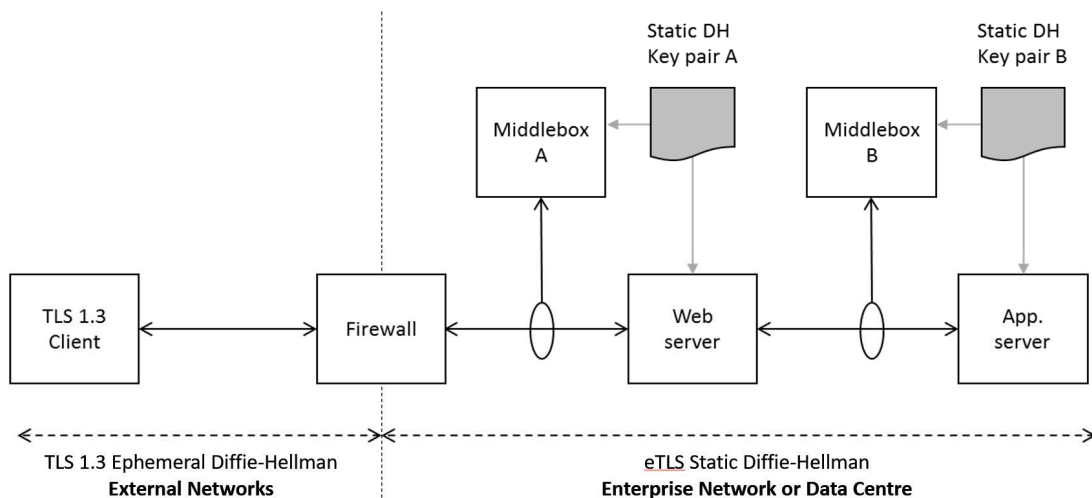 Static DH
Key pair A
Static DH
Key pair B
Middlebox
A
Middlebox
B
TLS 1.3
Client
Firewall
Web
server
App.
server
TLS 1.3 Ephemeral Diffie-Hellman
External Networks
eTLS Static Diffie-Hellman
Enterprise Network or Data Centre